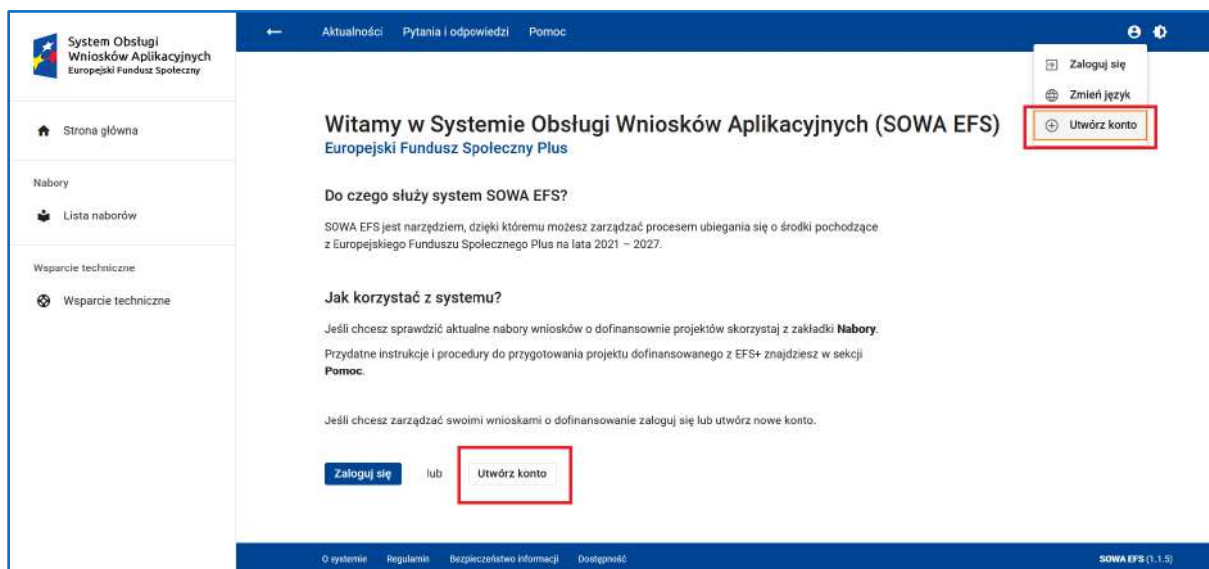 System Obsługi
Wniosków Aplikacyjnych
Europejski Fundusz Społeczny
Strona główna
Nabory
Lista naborów
Wsparcie techniczne
Wsparcie techniczne
Aktualności Pytania i odpowiedzi Pomoc
Zaloguj się
Zmień język
Utwórz konto
Witamy w Systemie Obsługi Wniosków Aplikacyjnych (SOWA EFS)
Europejski Fundusz Społeczny Plus
Do czego służy system SOWA EFS?
SOWA EFS jest narzędziem, dzięki któremu możesz zarządzać procesem ubiegania się o środki pochodzące
z Europejskiego Funduszu Społecznego Plus na lata 2021 – 2027.
Jak korzystać z systemu?
Jeśli chcesz sprawdzić aktualne nabory wniosków o dofinansownie projektów skorzystaj z zakładki Nabory.
Przydatne instrukcje i procedury do przygotowania projektu dofinansowanego z EFS+ znajdziesz w sekcji
Pomoc.
Jeśli chcesz zarządzać swoimi wnioskami o dofinansowanie zaloguj się lub utwórz nowe konto.
Zaloguj się lub Utwórz konto
O systemie Regulamin Bezpieczeństwo informacji Dostępność SOWA EFS (1.1.5)